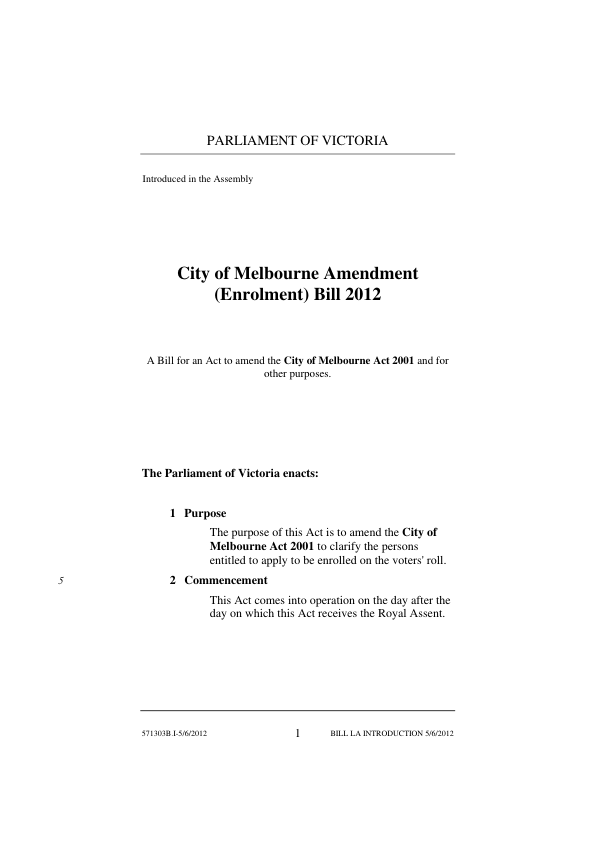 PARLIAMENT OF VICTORIA
Introduced in the Assembly
City of Melbourne Amendment
(Enrolment) Bill 2012
A Bill for an Act to amend the City of Melbourne Act 2001 and for
other purposes.
The Parliament of Victoria enacts:
1 Purpose
The purpose of this Act is to amend the City of
Melbourne Act 2001 to clarify the persons
entitled to apply to be enrolled on the voters' roll.
5 2 Commencement
This Act comes into operation on the day after the
day on which this Act receives the Royal Assent.
571303B.I-5/6/2012 1 BILL LA INTRODUCTION 5/6/2012